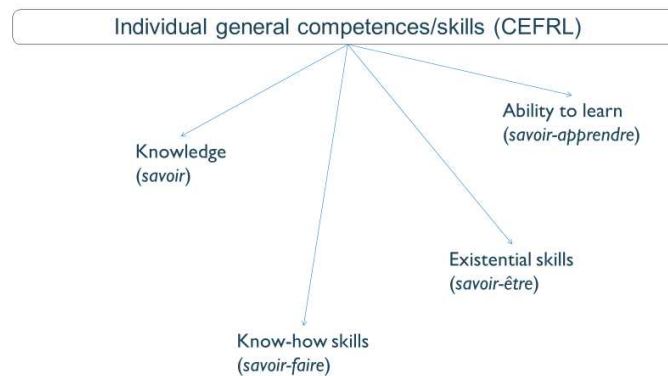 Individual general competences/skills (CEFRL)
Ability to learn
(savoir-apprendre)
Knowledge
(savoir)
Existential skills
(savoir-être)
Know-how skills
(savoir-faire)